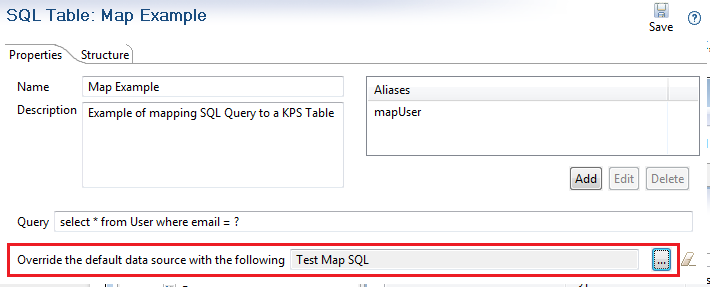 SQL Table: Map Example
Save
Properties
Structure
Name
Map Example
Description
Example of mapping SQL Query to a KPS Table
Aliases
mapUser
Add
Edit
Delete
Query
select * from User where email = ?
Override the default data source with the following
Test Map SQL
...